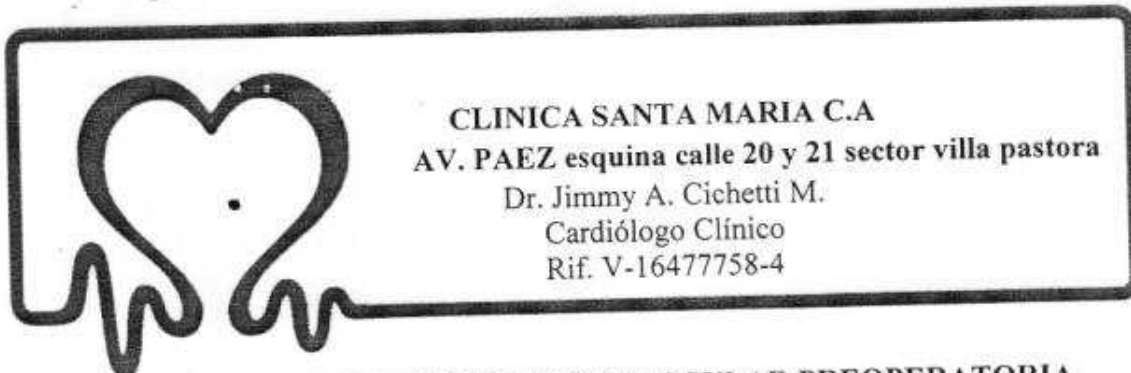 CLINICA SANTA MARIA C.A
AV. PAEZ esquina calle 20 y 21 sector villa pastora
Dr. Jimmy A. Cichetti M.
Cardiólogo Clínico
Rif. V-16477758-4
PREOPERATORIA